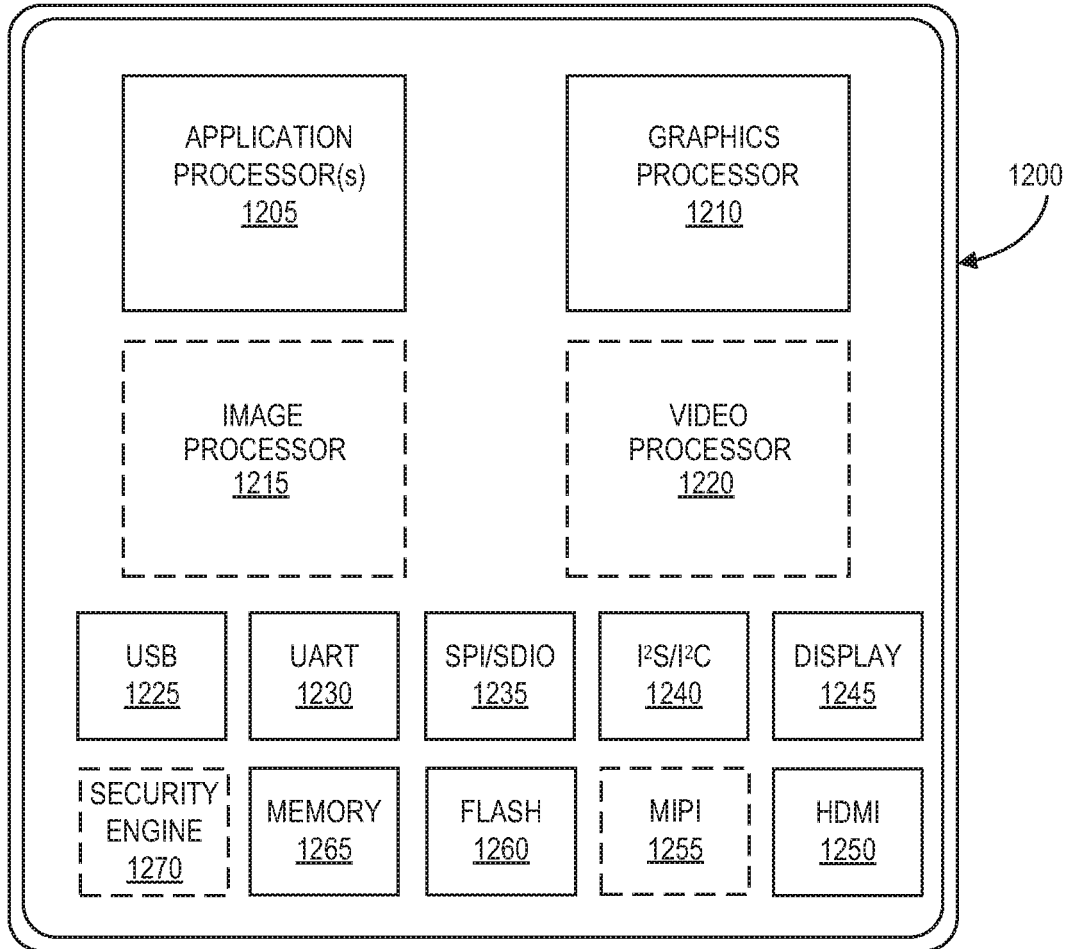 APPLICATION
PROCESSOR(s)
1205
GRAPHICS
PROCESSOR
1210
1200
IMAGE
PROCESSOR
1215
VIDEO
PROCESSOR
1220
USB
1225
UART
1230
SPI/SDIO
1235
I²S/I²C
1240
DISPLAY
1245
SECURITY
ENGINE
1270
MEMORY
1265
FLASH
1260
MIPI
1255
HDMI
1250